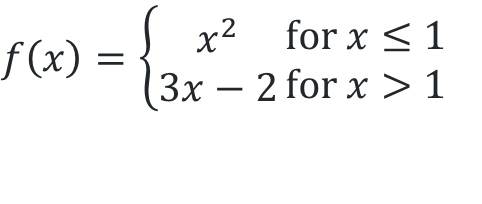 f(x) = { x² for x ≤ 1
3x − 2 for x > 1